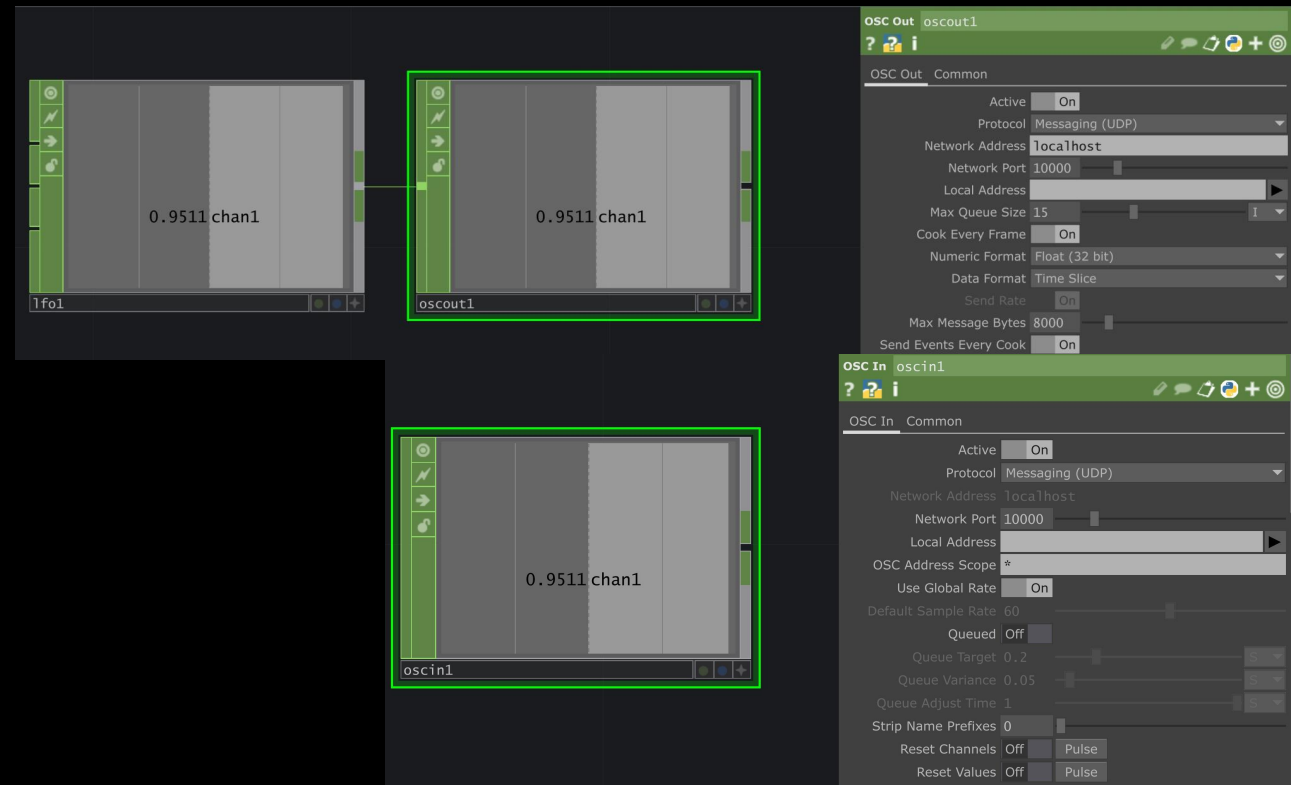 OSC Out oscout1
? ? i
OSC Out Common
Active On
Protocol Messaging (UDP)
Network Address localhost
Network Port 10000
Local Address
Max Queue Size 15 I
Cook Every Frame On
Numeric Format Float (32 bit)
Data Format Time Slice
Send Rate On
Max Message Bytes 8000
Send Events Every Cook On
0.9511 chan1
lfo1
0.9511 chan1
oscout1
OSC In oscin1
? ? i
OSC In Common
Active On
Protocol Messaging (UDP)
Network Address localhost
Network Port 10000
Local Address
OSC Address Scope *
Use Global Rate On
Default Sample Rate 60
Queued Off
Queue Target 0.2 S
Queue Variance 0.05 S
Queue Adjust Time 1 S
Strip Name Prefixes 0
Reset Channels Off Pulse
Reset Values Off Pulse
0.9511 chan1
oscin1